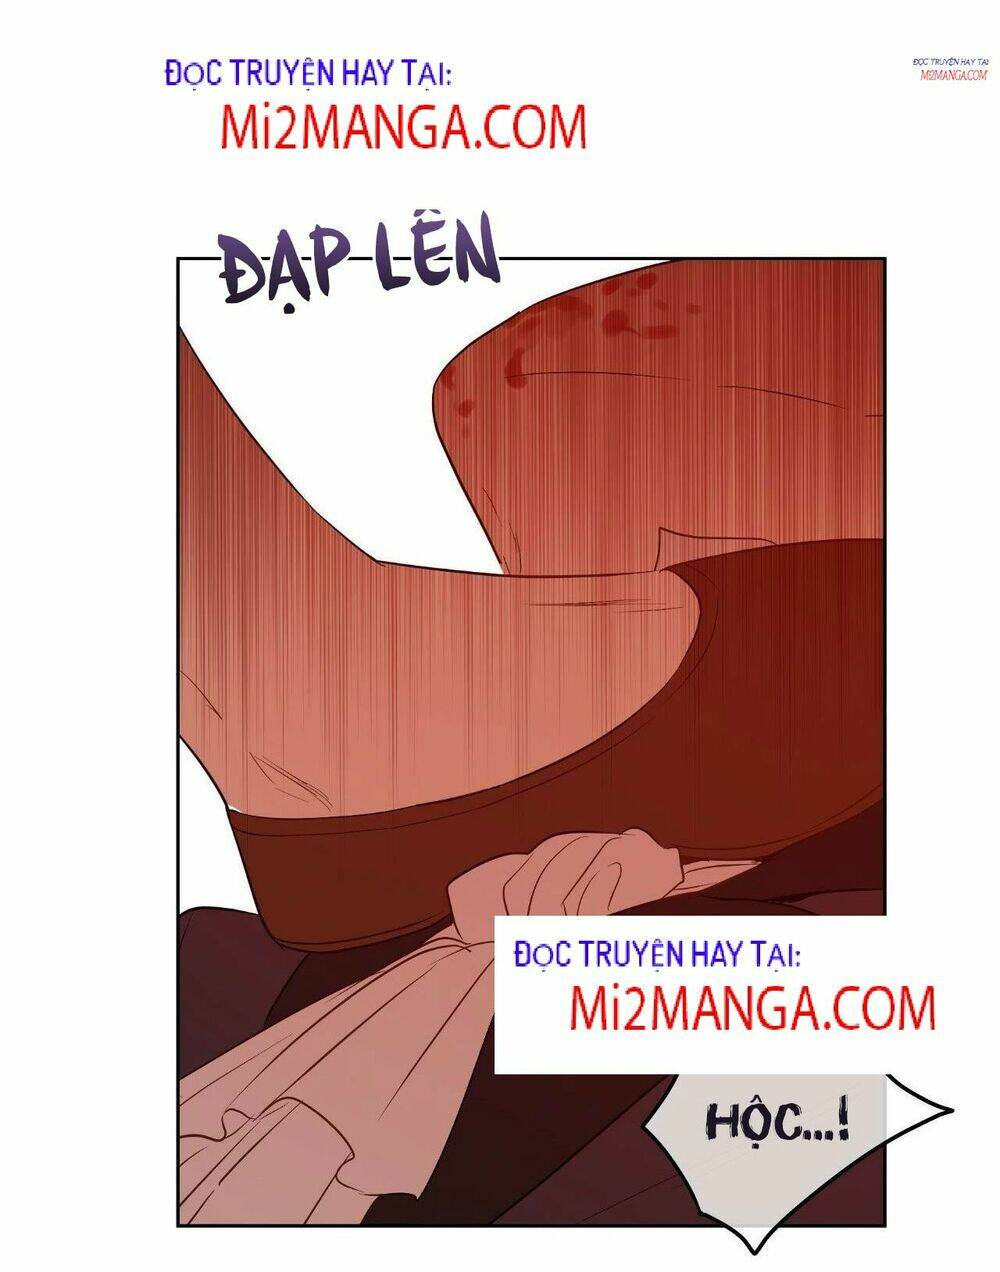 ĐỌC TRUYỆN HAY TẠI:
Mi2MANGA.COM
ĐỌC TRUYỆN HAY TẠI
MI2MANGA.COM
ĐẠP LÊN
ĐỌC TRUYỆN HAY TẠI:
Mi2MANGA.COM
HỘC...!